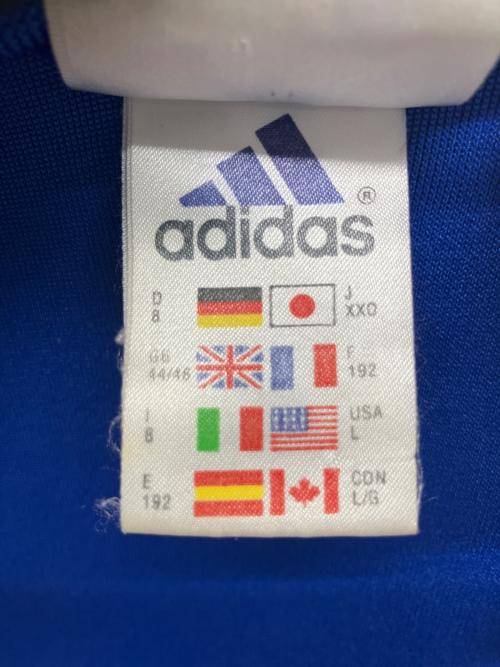 adidas ®
D J
8 XXO
GB F
44/46 192
I USA
8 L
E CDN
192 L/G